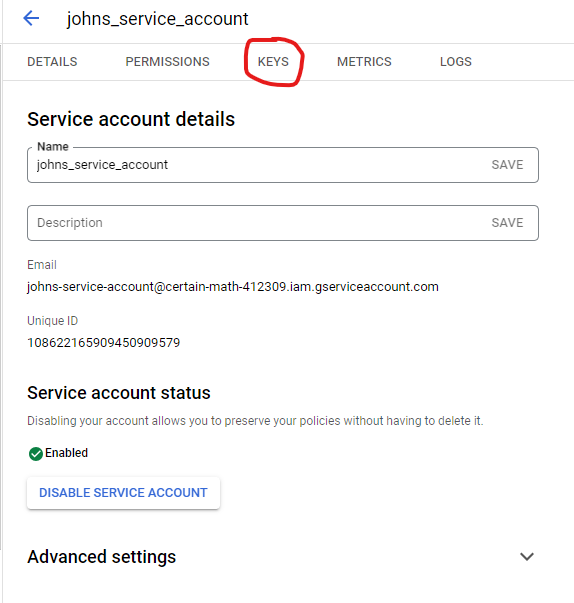 johns_service_account
DETAILS PERMISSIONS KEYS METRICS LOGS
Service account details
Name
johns_service_account SAVE
Description SAVE
Email
johns-service-account@certain-math-412309.iam.gserviceaccount.com
Unique ID
108622165909450909579
Service account status
Disabling your account allows you to preserve your policies without having to delete it.
Enabled
DISABLE SERVICE ACCOUNT
Advanced settings